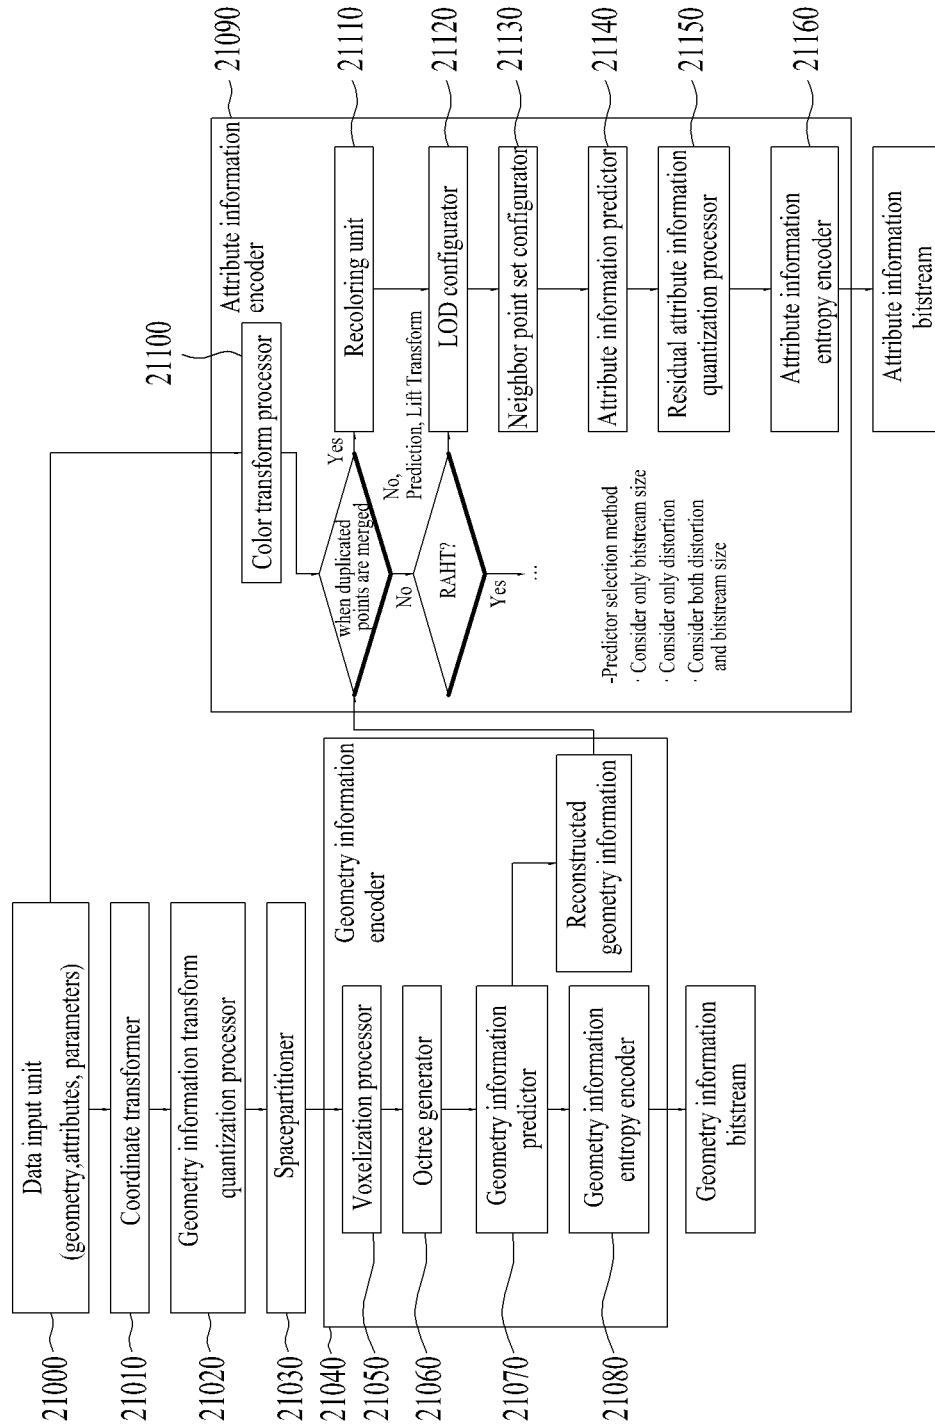 21000
Data input unit
(geometry,attributes, parameters)
21010
Coordinate transformer
21020
Geometry information transform
quantization processor
21030
Spacepartitioner
21040
Geometry information
encoder
21050
Voxelization processor
21060
Octree generator
21070
Geometry information
predictor
Reconstructed
geometry information
21080
Geometry information
entropy encoder
Geometry information
bitstream
21090
Attribute information
encoder
21100
Color transform processor
when duplicated
points are merged
Yes
No
21110
Recoloring unit
RAHT?
No,
Prediction, Lift Transform
Yes
...
21120
LOD configurator
21130
Neighbor point set configurator
21140
Attribute information predictor
21150
Residual attribute information
quantization processor
21160
Attribute information
entropy encoder
Attribute information
bitstream
-Predictor selection method
· Consider only bitstream size
· Consider only distortion
· Consider both distortion
and bitstream size